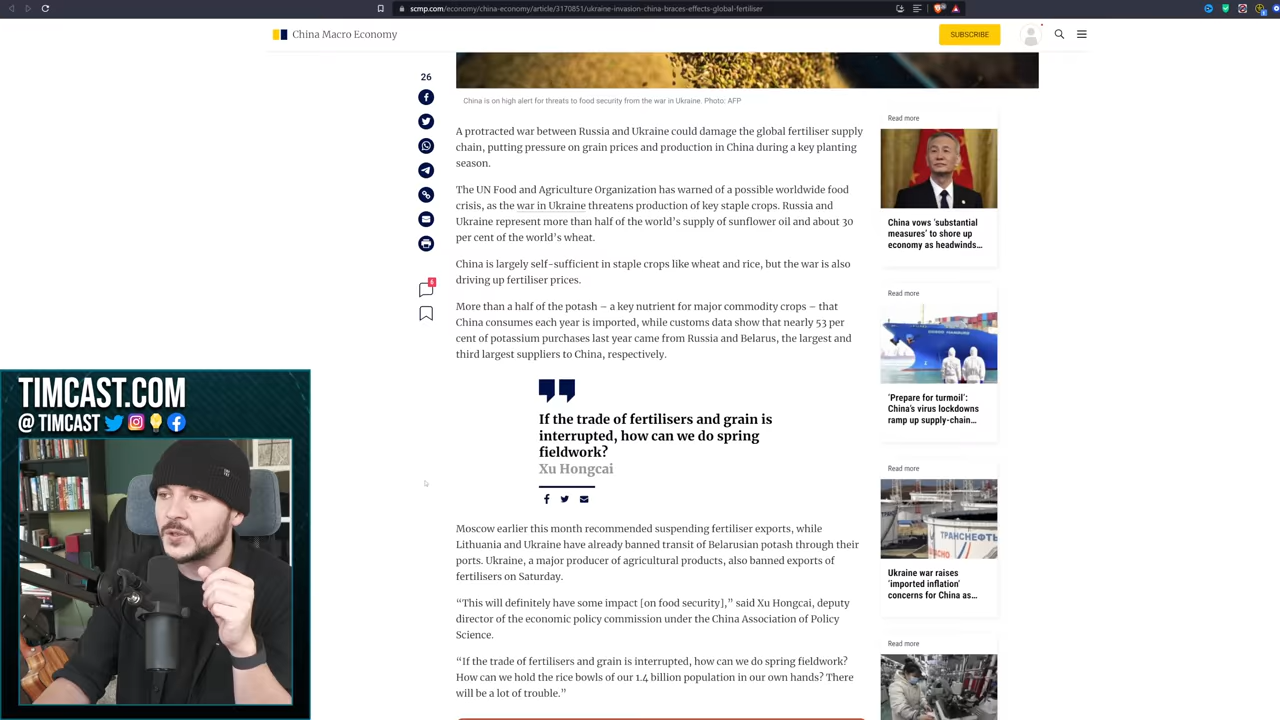 scmp.com/economy/china-economy/article/3170851/ukraine-invasion-china-braces-effects-global-fertiliser
China Macro Economy
SUBSCRIBE
26
China is on high alert for threats to food security from the war in Ukraine. Photo: AFP
A protracted war between Russia and Ukraine could damage the global fertiliser supply
chain, putting pressure on grain prices and production in China during a key planting
season.
The UN Food and Agriculture Organization has warned of a possible worldwide food
crisis, as the war in Ukraine threatens production of key staple crops. Russia and
Ukraine represent more than half of the world's supply of sunflower oil and about 30
per cent of the world's wheat.
China is largely self-sufficient in staple crops like wheat and rice, but the war is also
driving up fertiliser prices.
More than a half of the potash – a key nutrient for major commodity crops – that
China consumes each year is imported, while customs data show that nearly 53 per
cent of potassium purchases last year came from Russia and Belarus, the largest and
third largest suppliers to China, respectively.
If the trade of fertilisers and grain is
interrupted, how can we do spring
fieldwork?
Xu Hongcai
Moscow earlier this month recommended suspending fertiliser exports, while
Lithuania and Ukraine have already banned transit of Belarusian potash through their
ports. Ukraine, a major producer of agricultural products, also banned exports of
fertilisers on Saturday.
“This will definitely have some impact [on food security],” said Xu Hongcai, deputy
director of the economic policy commission under the China Association of Policy
Science.
“If the trade of fertilisers and grain is interrupted, how can we do spring fieldwork?
How can we hold the rice bowls of our 1.4 billion population in our own hands? There
will be a lot of trouble.”
Read more
China vows ‘substantial
measures’ to shore up
economy as headwinds…
Read more
‘Prepare for turmoil’:
China's virus lockdowns
ramp up supply-chain…
Read more
ТРАНСНЕФТЬ
Ukraine war raises
‘imported inflation’
concerns for China as…
Read more
TIMCAST.COM
@ TIMCAST